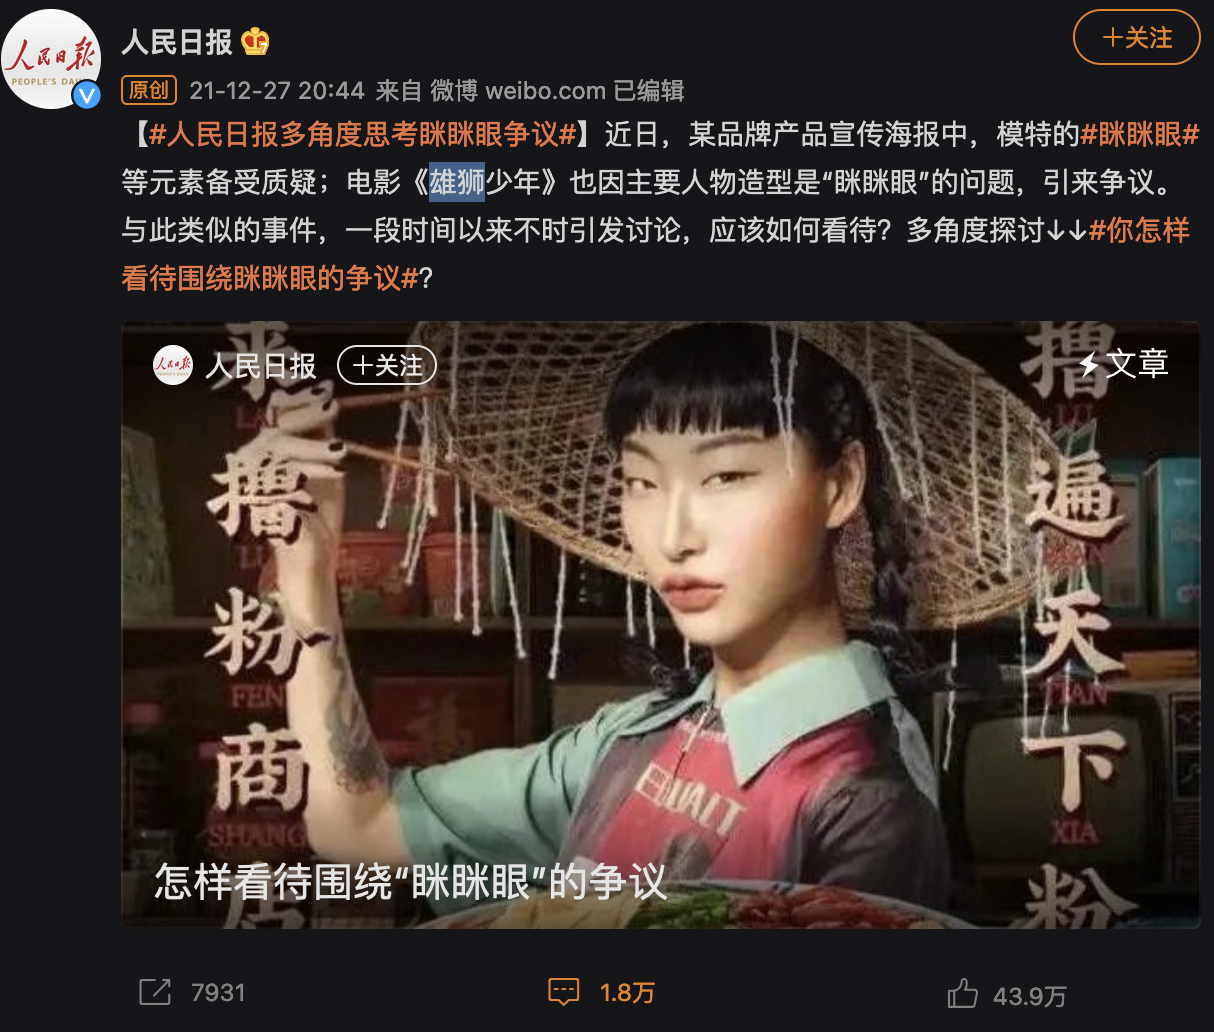 人民日报
PEOPLE'S DAILY
人民日报
+关注
原创 21-12-27 20:44 来自 微博 weibo.com 已编辑
【#人民日报多角度思考眯眯眼争议#】近日，某品牌产品宣传海报中，模特的#眯眯眼#
等元素备受质疑；电影《雄狮少年》也因主要人物造型是“眯眯眼”的问题，引来争议。
与此类似的事件，一段时间以来不时引发讨论，应该如何看待？多角度探讨↓↓#你怎样
看待围绕眯眯眼的争议#?
人民日报
人民日报 +关注
文章
来
LAI
撸
LU
粉
FEN
商
SHANG
店
撸
LU
遍
天
TIAN
下
XIA
粉
怎样看待围绕“眯眯眼”的争议
7931
1.8万
43.9万